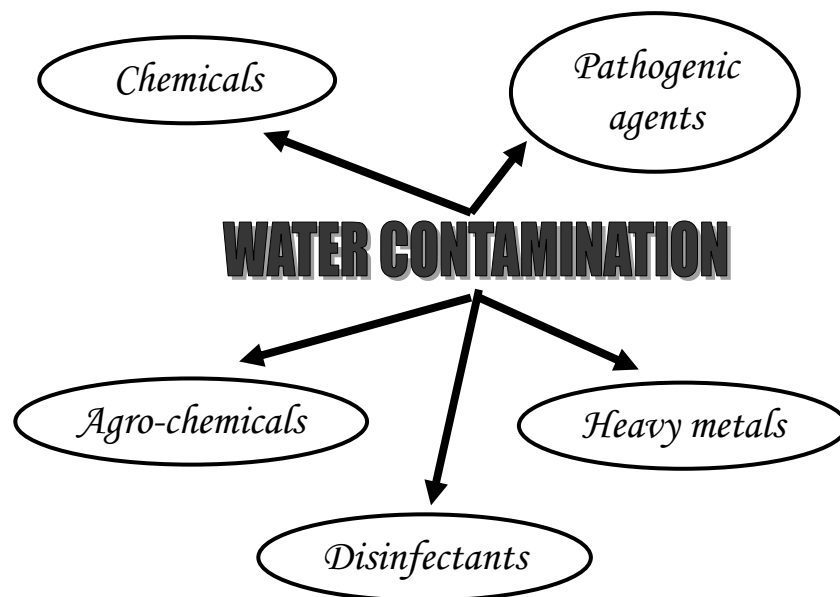 Chemicals
Pathogenic
agents
WATER CONTAMINATION
Agro-chemicals
Heavy metals
Disinfectants